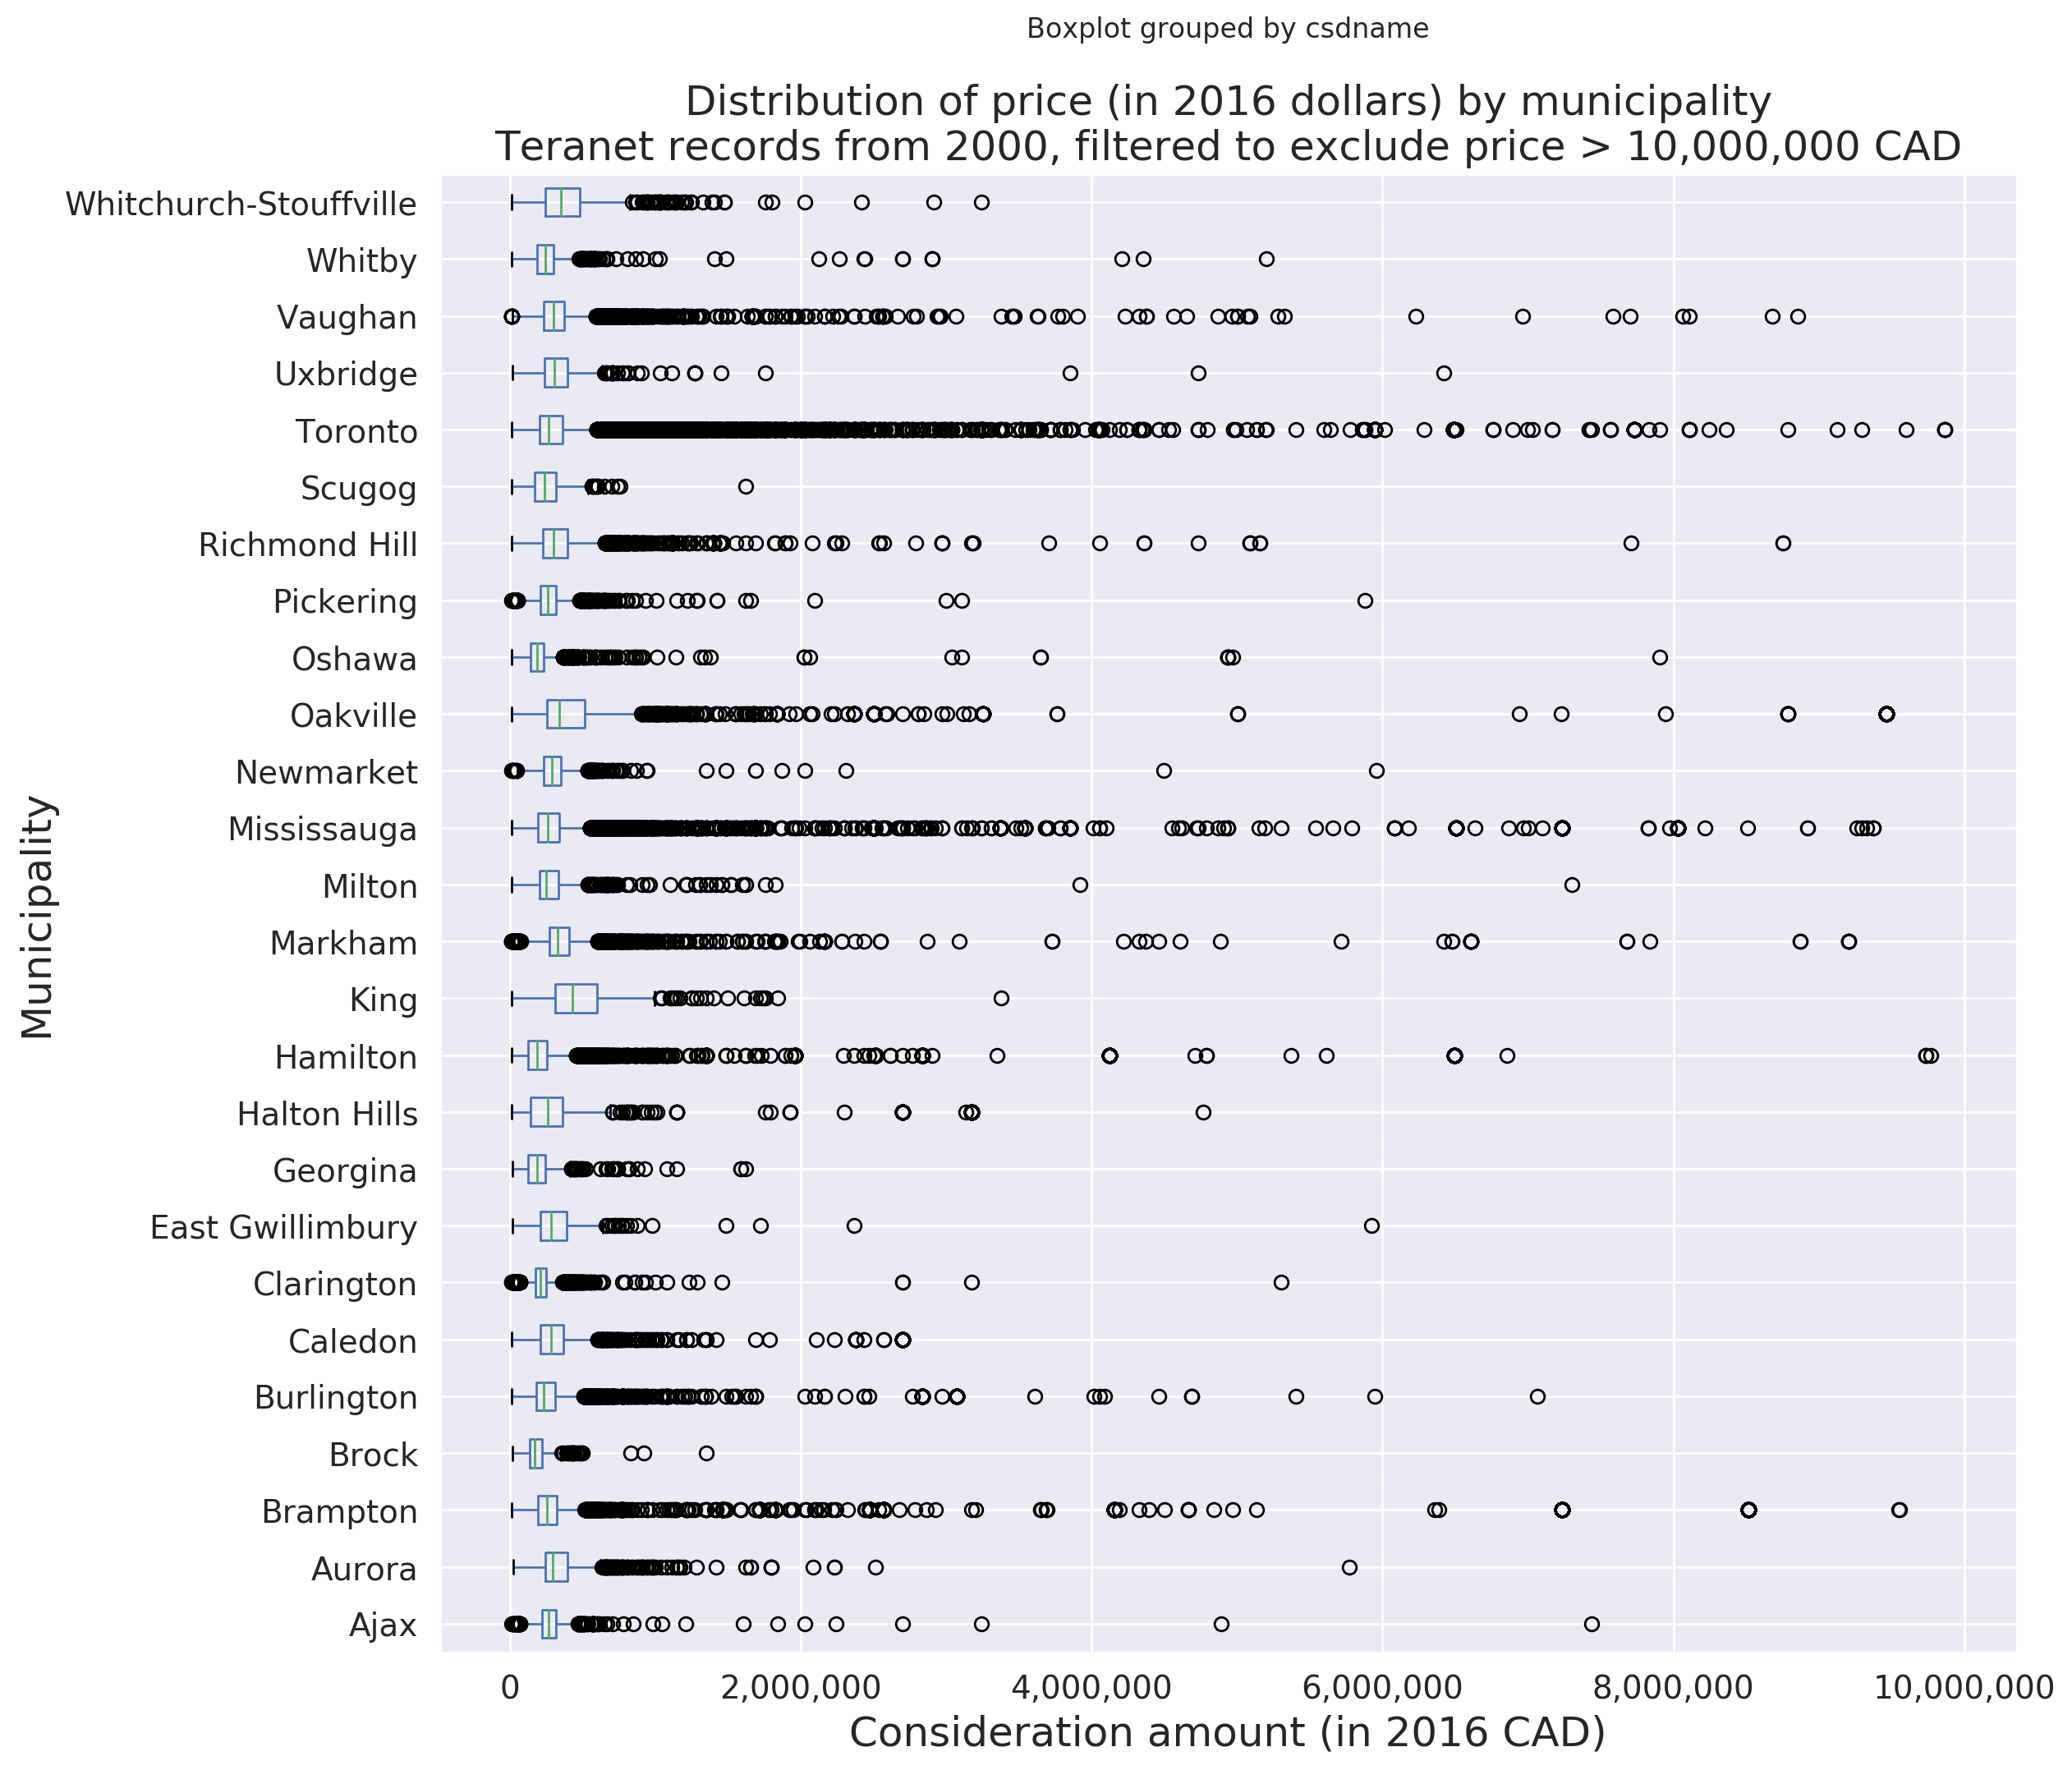 Boxplot grouped by csdname
Distribution of price (in 2016 dollars) by municipality
Teranet records from 2000, filtered to exclude price > 10,000,000 CAD
Municipality
Whitchurch-Stouffville
Whitby
Vaughan
Uxbridge
Toronto
Scugog
Richmond Hill
Pickering
Oshawa
Oakville
Newmarket
Mississauga
Milton
Markham
King
Hamilton
Halton Hills
Georgina
East Gwillimbury
Clarington
Caledon
Burlington
Brock
Brampton
Aurora
Ajax
0 2,000,000 4,000,000 6,000,000 8,000,000 10,000,000
Consideration amount (in 2016 CAD)